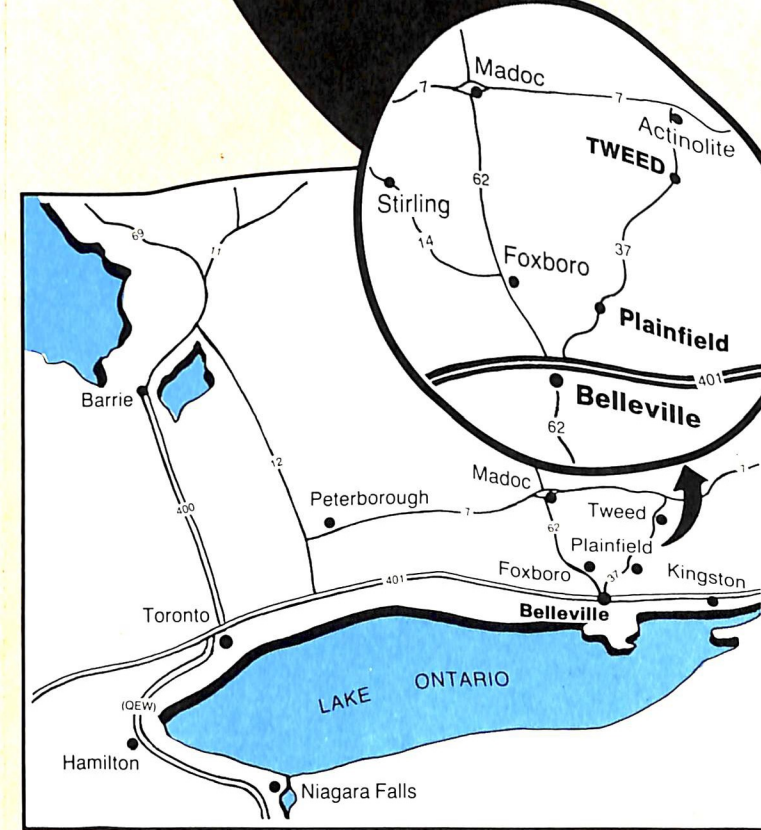 Madoc
7
7
Actinolite
TWEED
62
Stirling
14
37
Foxboro
Plainfield
401
Belleville
62
69
11
Barrie
12
400
Madoc
7
Peterborough
7
Tweed
62
Plainfield
Foxboro
37
Kingston
401
Belleville
Toronto
LAKE ONTARIO
(QEW)
Hamilton
Niagara Falls